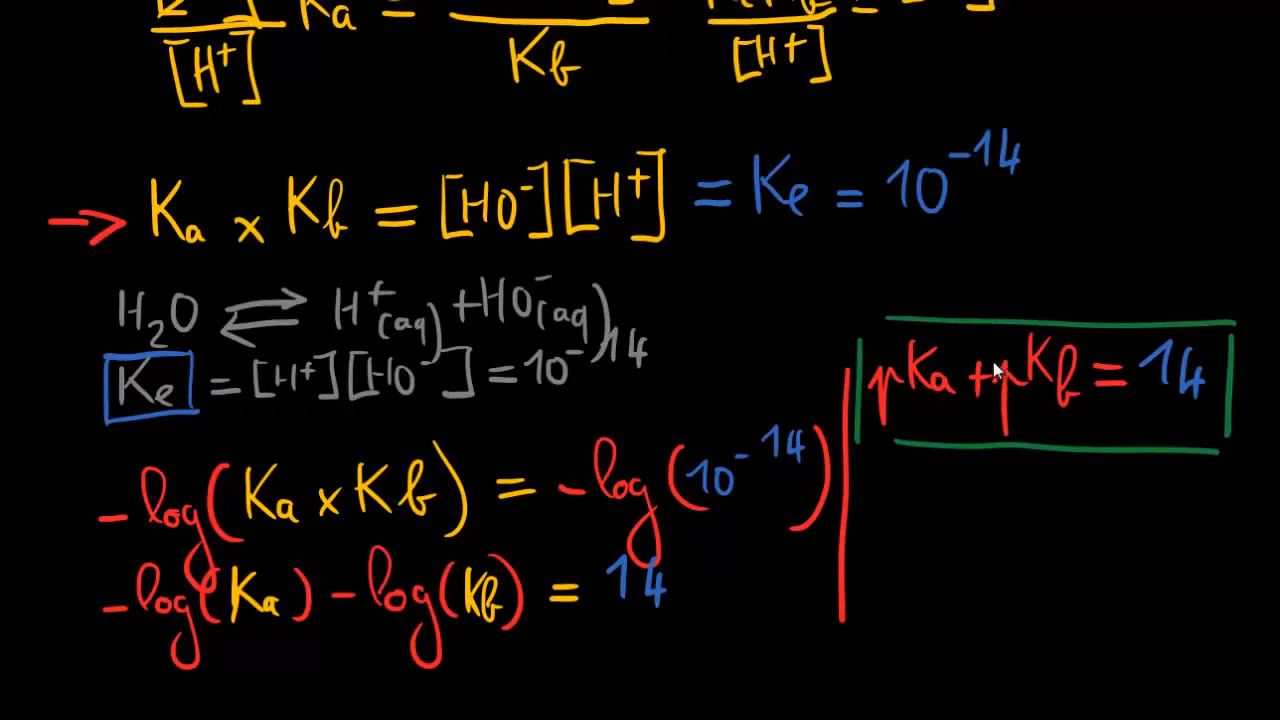 Ka =
[H⁺] Kb [H+]
→ Ka × Kb = [HO⁻][H⁺] = Ke = 10⁻¹⁴
H₂O ⇌ H⁺(aq) + HO⁻(aq)
Ke = [H⁺][HO⁻] = 10⁻¹⁴
pKa + pKb = 14
-log(Ka × Kb) = -log(10⁻¹⁴)
-log(Ka) - log(Kb) = 14